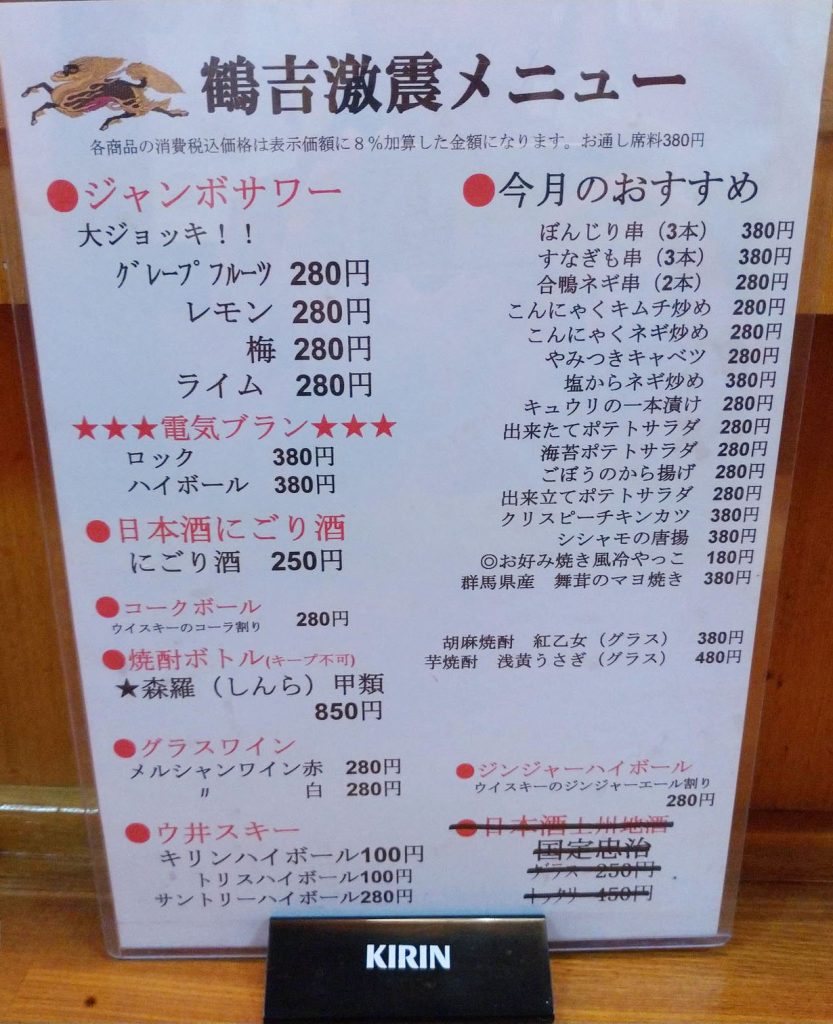 鶴吉激震メニュー
各商品の消費税込価格は表示価額に８％加算した金額になります。お通し席料380円
●ジャンボサワー
大ジョッキ！！
ｸﾞﾚｰﾌﾟﾌﾙｰﾂ 280円
レモン 280円
梅 280円
ライム 280円
★★★電気ブラン★★★
ロック 380円
ハイボール 380円
●日本酒にごり酒
にごり酒 250円
●コークボール
ウイスキーのコーラ割り 280円
●焼酎ボトル(キープ不可)
★森羅（しんら）甲類
850円
●グラスワイン
メルシャンワイン赤 280円
〃 白 280円
●ウ井スキー
キリンハイボール100円
トリスハイボール100円
サントリーハイボール280円
●今月のおすすめ
ぼんじり串（3本） 380円
すなぎも串（3本） 380円
合鴨ネギ串（2本） 280円
こんにゃくキムチ炒め 280円
こんにゃくネギ炒め 280円
やみつきキャベツ 280円
塩からネギ炒め 380円
キュウリの一本漬け 280円
出来たてポテトサラダ 280円
海苔ポテトサラダ 280円
ごぼうのから揚げ 280円
出来立てポテトサラダ 280円
クリスピーチキンカツ 380円
シシャモの唐揚 380円
◎お好み焼き風冷やっこ 180円
群馬県産 舞茸のマヨ焼き 380円
胡麻焼酎 紅乙女（グラス） 380円
芋焼酎 浅黄うさぎ（グラス） 480円
●ジンジャーハイボール
ウイスキーのジンジャーエール割り
280円
●日本酒上州地酒
国定忠治
グラス 250円
トックリ 450円
KIRIN